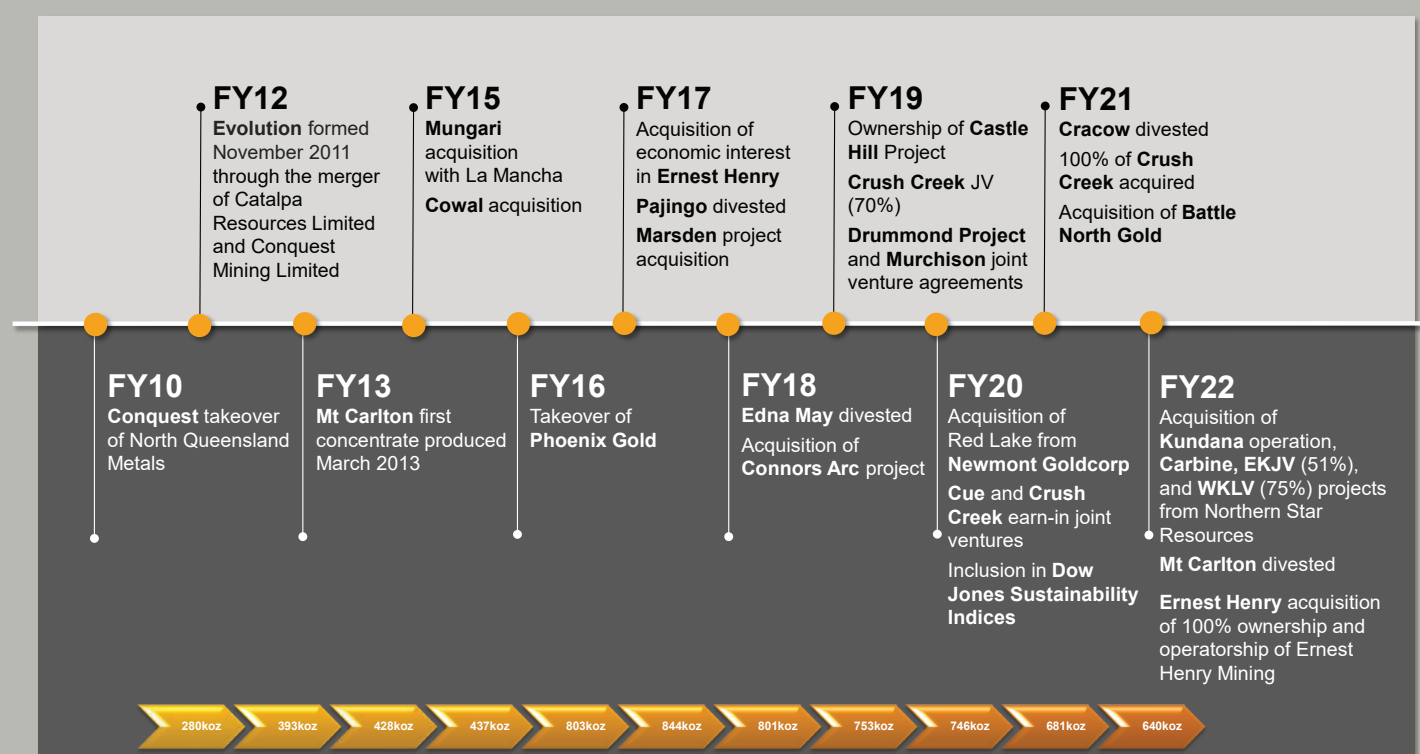 FY12
Evolution formed
November 2011
through the merger
of Catalpa
Resources Limited
and Conquest
Mining Limited
FY15
Mungari
acquisition
with La Mancha
Cowal acquisition
FY17
Acquisition of
economic interest
in Ernest Henry
Pajingo divested
Marsden project
acquisition
FY19
Ownership of Castle
Hill Project
Crush Creek JV
(70%)
Drummond Project
and Murchison joint
venture agreements
FY21
Cracow divested
100% of Crush
Creek acquired
Acquisition of Battle
North Gold
FY10
Conquest takeover
of North Queensland
Metals
FY13
Mt Carlton first
concentrate produced
March 2013
FY16
Takeover of
Phoenix Gold
FY18
Edna May divested
Acquisition of
Connors Arc project
FY20
Acquisition of
Red Lake from
Newmont Goldcorp
Cue and Crush
Creek earn-in joint
ventures
Inclusion in Dow
Jones Sustainability
Indices
FY22
Acquisition of
Kundana operation,
Carbine, EKJV (51%),
and WKLV (75%) projects
from Northern Star
Resources
Mt Carlton divested
Ernest Henry acquisition
of 100% ownership and
operatorship of Ernest
Henry Mining
280koz
393koz
428koz
437koz
803koz
844koz
801koz
753koz
746koz
681koz
640koz